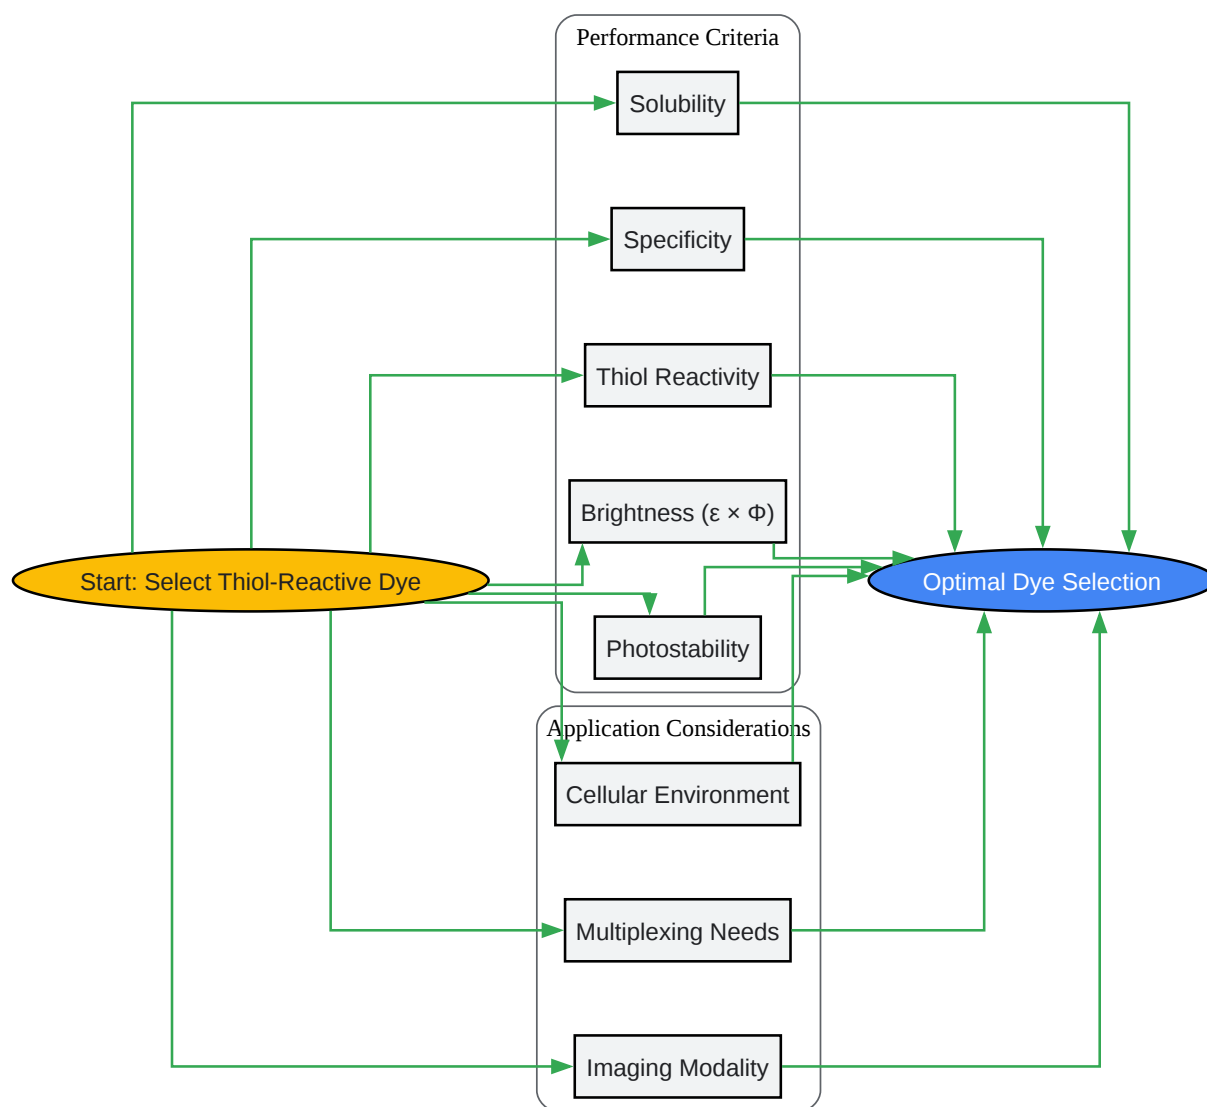 Performance Criteria
Solubility
Specificity
Thiol Reactivity
Brightness (ε × Φ)
Start: Select Thiol-Reactive Dye
Optimal Dye Selection
Photostability
Application Considerations
Cellular Environment
Multiplexing Needs
Imaging Modality